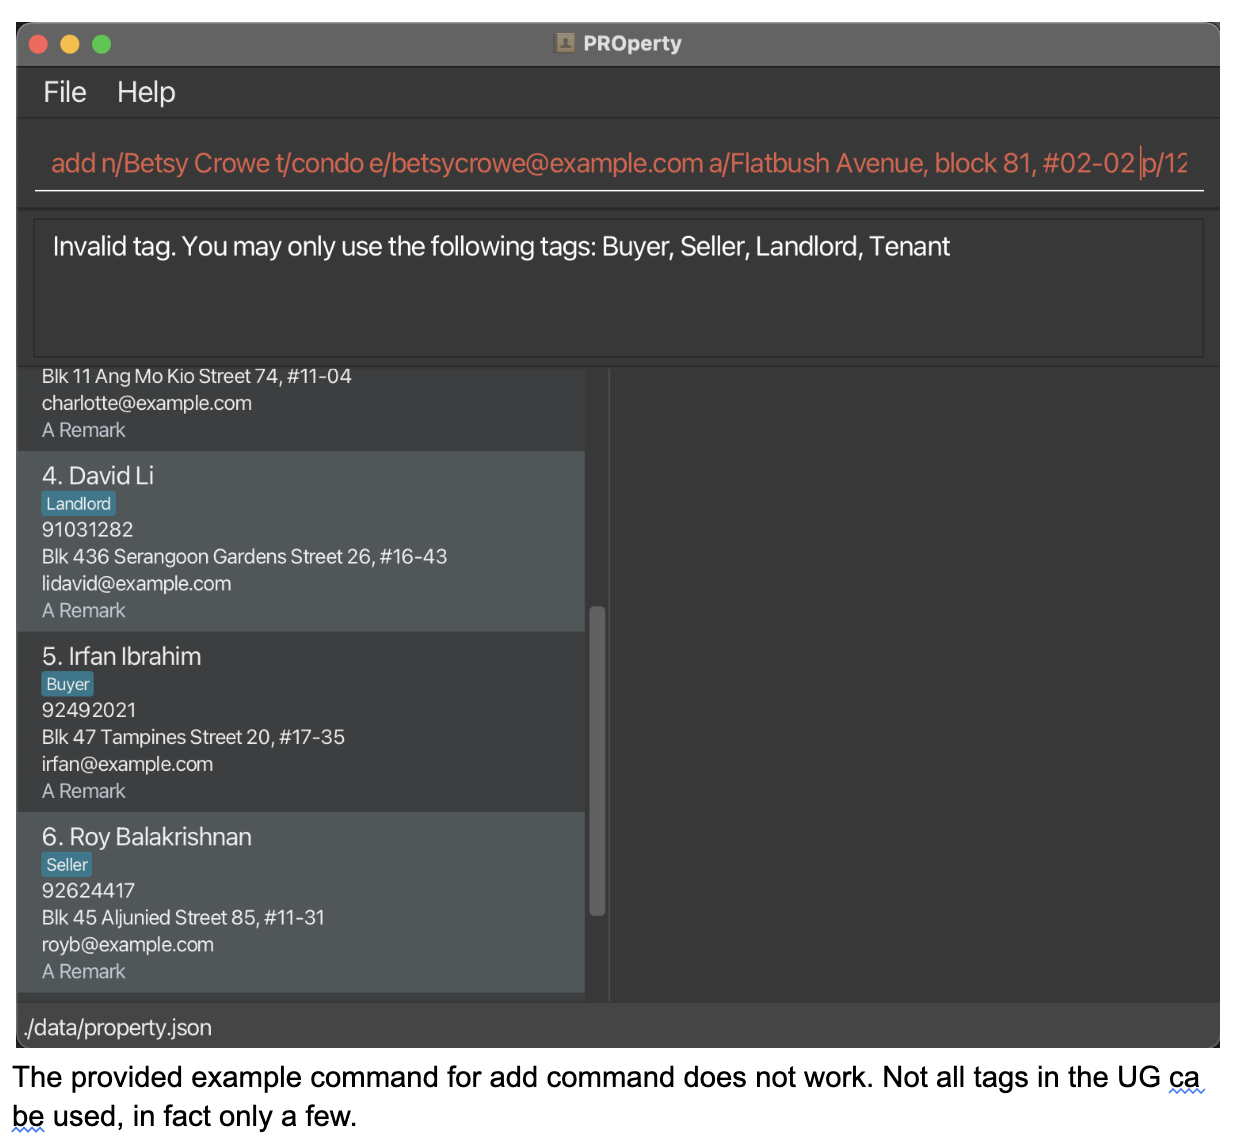 PROperty
File Help
add n/Betsy Crowe t/condo e/betsycrowe@example.com a/Flatbush Avenue, block 81, #02-02 p/12
Invalid tag. You may only use the following tags: Buyer, Seller, Landlord, Tenant
Blk 11 Ang Mo Kio Street 74, #11-04
charlotte@example.com
A Remark
4. David Li
Landlord
91031282
Blk 436 Serangoon Gardens Street 26, #16-43
lidavid@example.com
A Remark
5. Irfan Ibrahim
Buyer
92492021
Blk 47 Tampines Street 20, #17-35
irfan@example.com
A Remark
6. Roy Balakrishnan
Seller
92624417
Blk 45 Aljunied Street 85, #11-31
royb@example.com
A Remark
./data/property.json
The provided example command for add command does not work. Not all tags in the UG ca
be used, in fact only a few.